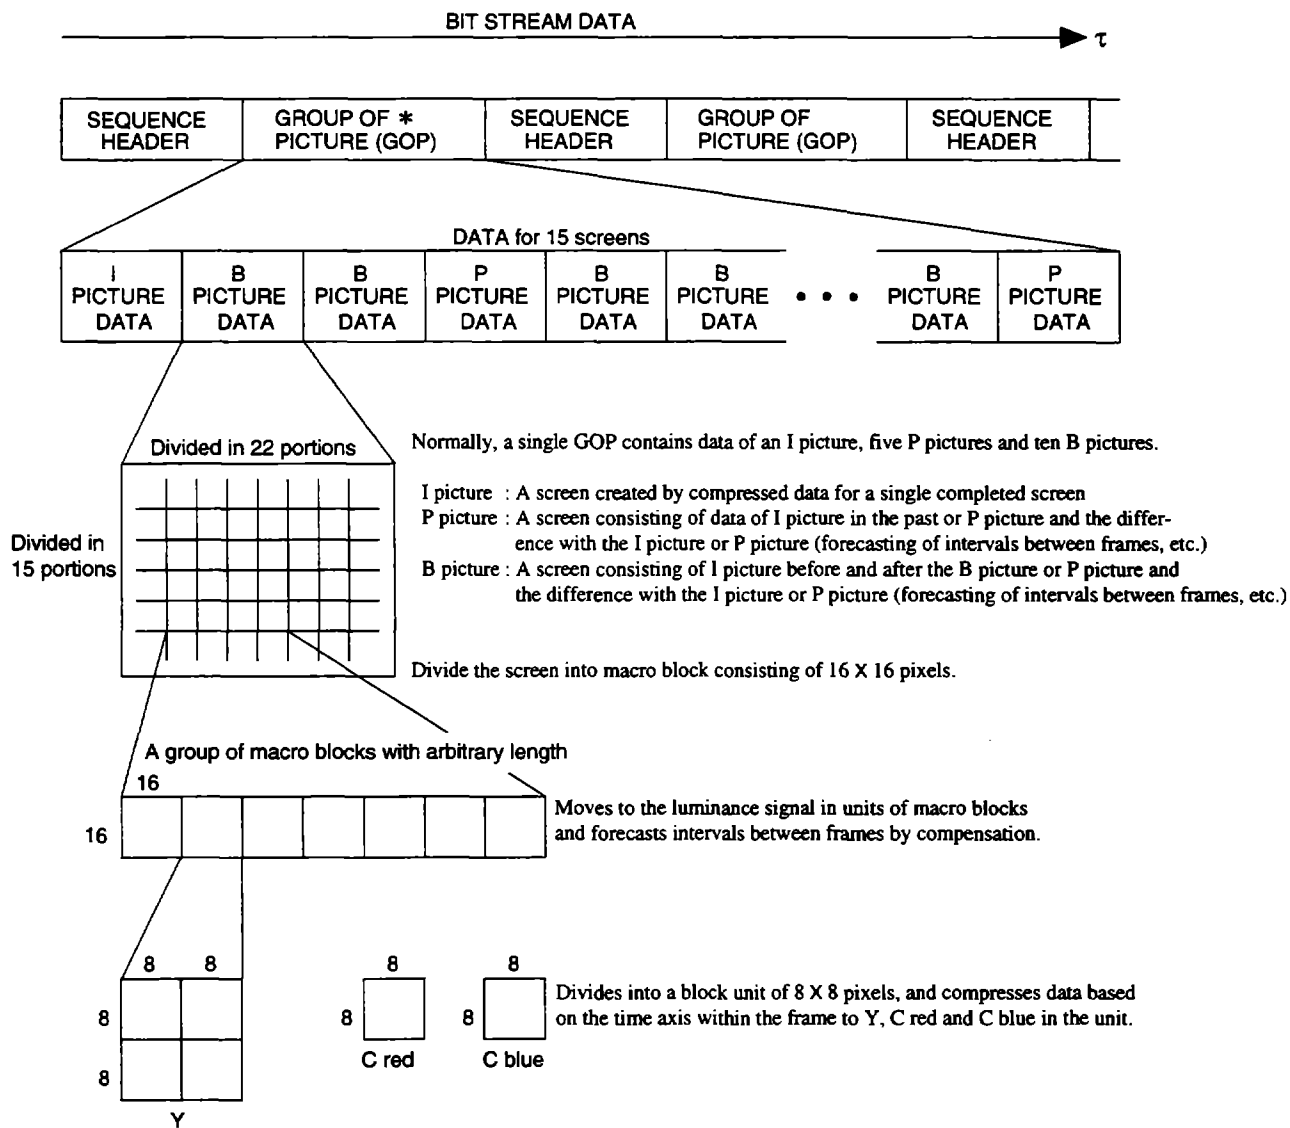 BIT STREAM DATA
τ
SEQUENCE HEADER
GROUP OF * PICTURE (GOP)
SEQUENCE HEADER
GROUP OF PICTURE (GOP)
SEQUENCE HEADER
DATA for 15 screens
I PICTURE DATA
B PICTURE DATA
B PICTURE DATA
P PICTURE DATA
B PICTURE DATA
B PICTURE DATA
• • •
B PICTURE DATA
P PICTURE DATA
Divided in 22 portions
Divided in
15 portions
Normally, a single GOP contains data of an I picture, five P pictures and ten B pictures.
I picture : A screen created by compressed data for a single completed screen
P picture : A screen consisting of data of I picture in the past or P picture and the differ-
ence with the I picture or P picture (forecasting of intervals between frames, etc.)
B picture : A screen consisting of I picture before and after the B picture or P picture and
the difference with the I picture or P picture (forecasting of intervals between frames, etc.)
Divide the screen into macro block consisting of 16 X 16 pixels.
A group of macro blocks with arbitrary length
16
16
Moves to the luminance signal in units of macro blocks
and forecasts intervals between frames by compensation.
8 8
8
8
Y
8
8
C red
8
8
C blue
Divides into a block unit of 8 X 8 pixels, and compresses data based
on the time axis within the frame to Y, C red and C blue in the unit.